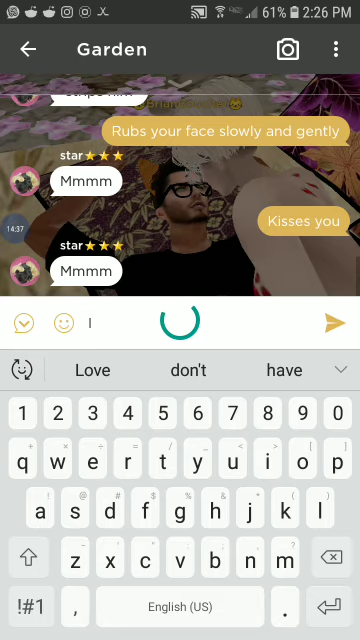 61% 2:26 PM
Garden
Rubs your face slowly and gently
star
Mmmm
Kisses you
14:37
star
Mmmm
I
Love don't have
1 2 3 4 5 6 7 8 9 0
+ × ÷ = / _ < > [ ]
q w e r t y u i o p
! @ # $ % & * ( )
a s d f g h j k l
z x c v b n m
!#1 , English (US) .